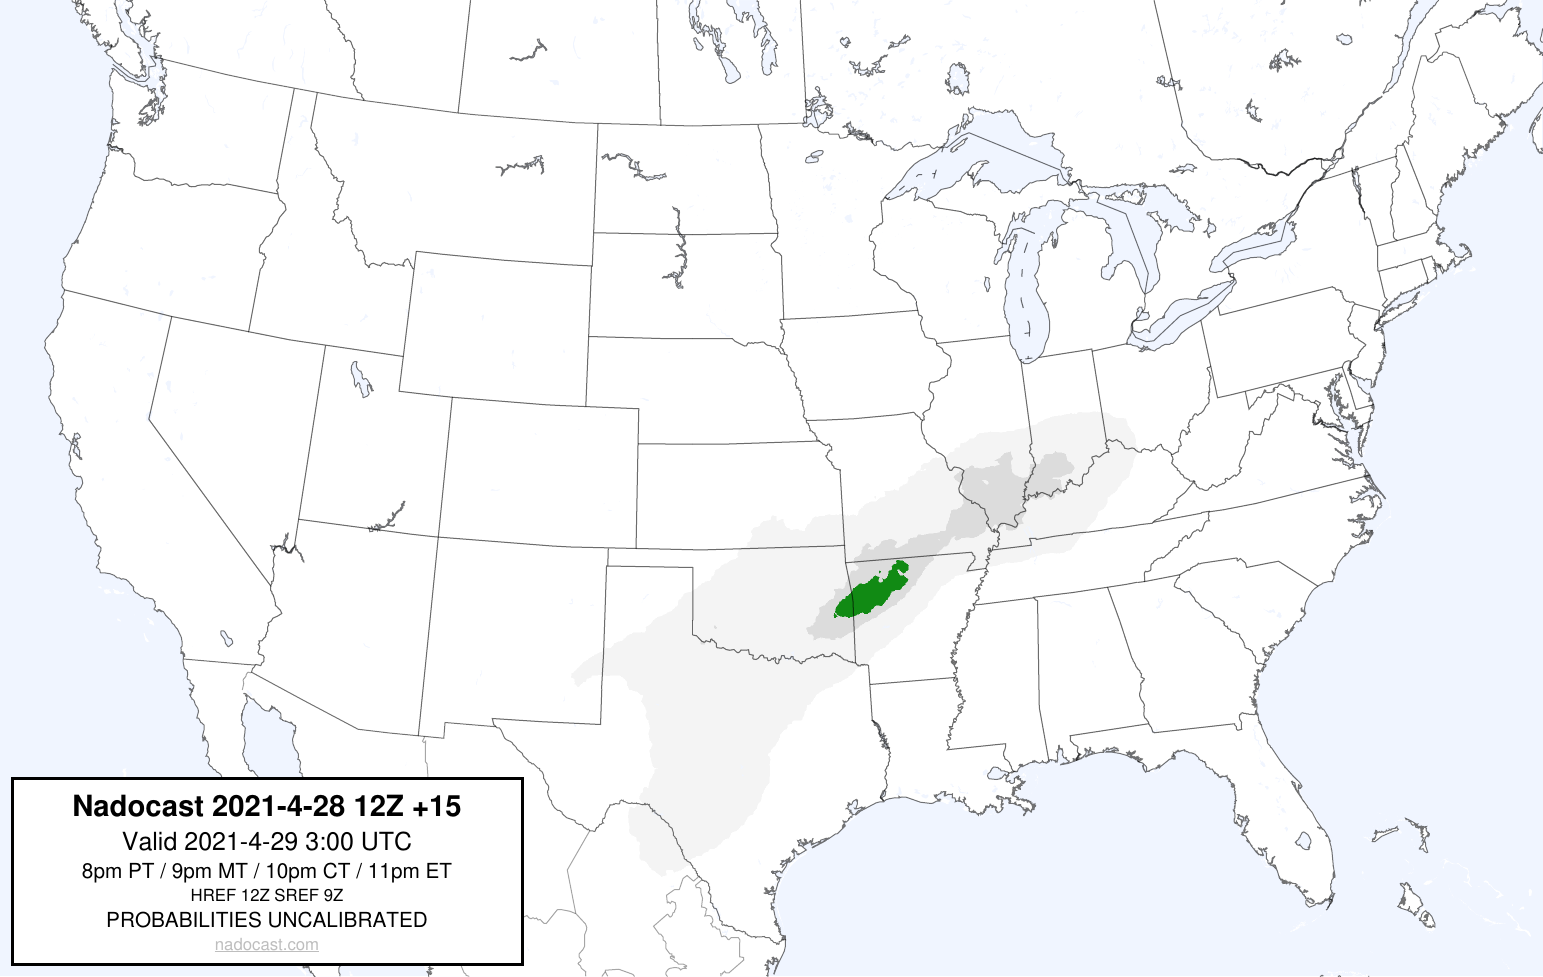 Nadocast 2021-4-28 12Z +15
Valid 2021-4-29 3:00 UTC
8pm PT / 9pm MT / 10pm CT / 11pm ET
HREF 12Z SREF 9Z
PROBABILITIES UNCALIBRATED
nadocast.com